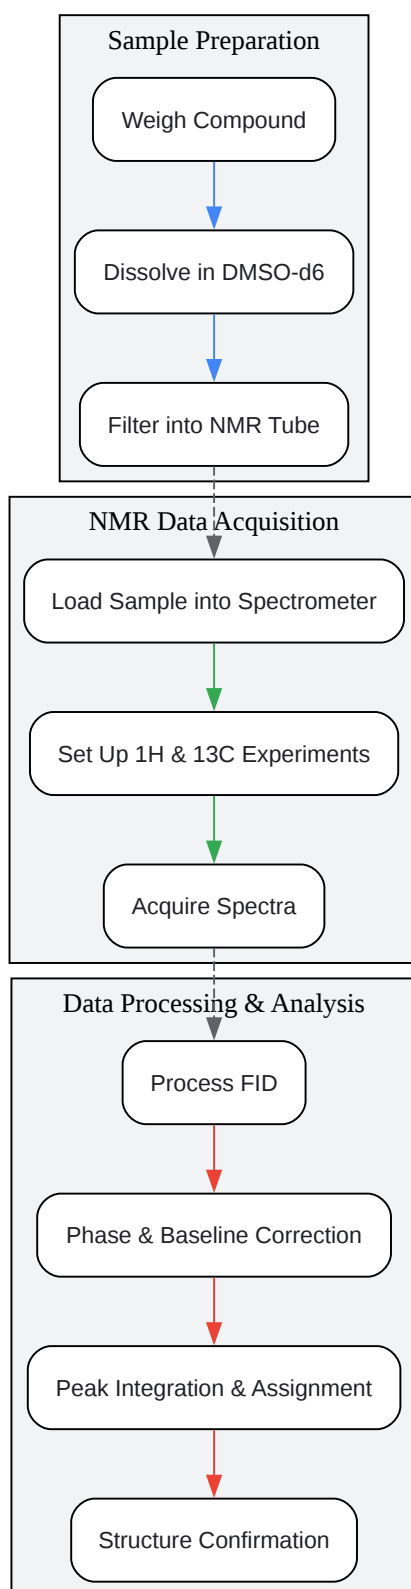 Sample Preparation
Weigh Compound
Dissolve in DMSO-d6
Filter into NMR Tube
NMR Data Acquisition
Load Sample into Spectrometer
Set Up 1H & 13C Experiments
Acquire Spectra
Data Processing & Analysis
Process FID
Phase & Baseline Correction
Peak Integration & Assignment
Structure Confirmation